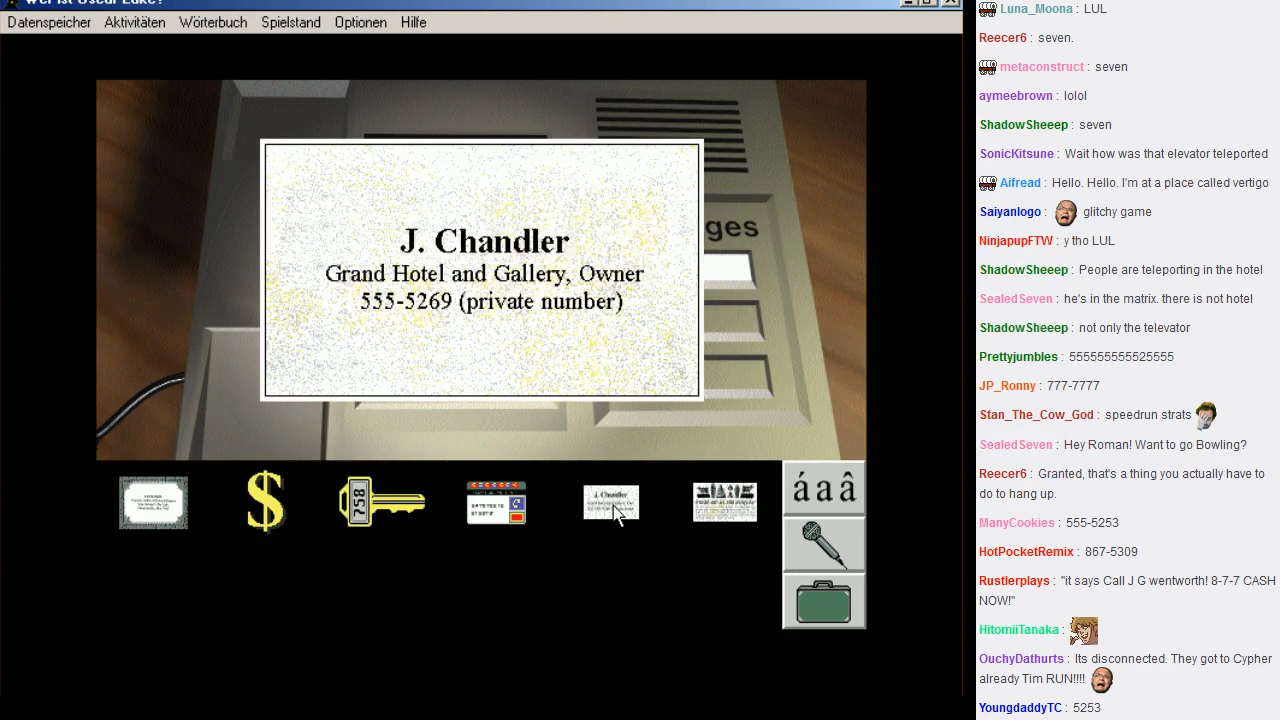 Wer ist Oscar Lake?
Datenspeicher Aktivitäten Wörterbuch Spielstand Optionen Hilfe
ges
J. Chandler
Grand Hotel and Gallery, Owner
555-5269 (private number)
758
J. Chandler
á a â
Luna_Moona : LUL
Reecer6 : seven.
metaconstruct : seven
aymeebrown : lolol
ShadowSheeep : seven
SonicKitsune : Wait how was that elevator teleported
Aifread : Hello. Hello. I'm at a place called vertigo
Saiyanlogo : glitchy game
NinjapupFTW : y tho LUL
ShadowSheeep : People are teleporting in the hotel
SealedSeven : he's in the matrix. there is not hotel
ShadowSheeep : not only the televator
Prettyjumbles : 555555555525555
JP_Ronny : 777-7777
Stan_The_Cow_God : speedrun strats
SealedSeven : Hey Roman! Want to go Bowling?
Reecer6 : Granted, that's a thing you actually have to
do to hang up.
ManyCookies : 555-5253
HotPocketRemix : 867-5309
Rustlerplays : "it says Call J G wentworth! 8-7-7 CASH
NOW!"
HitomiiTanaka :
OuchyDathurts : Its disconnected. They got to Cypher
already Tim RUN!!!!
YoungdaddyTC : 5253